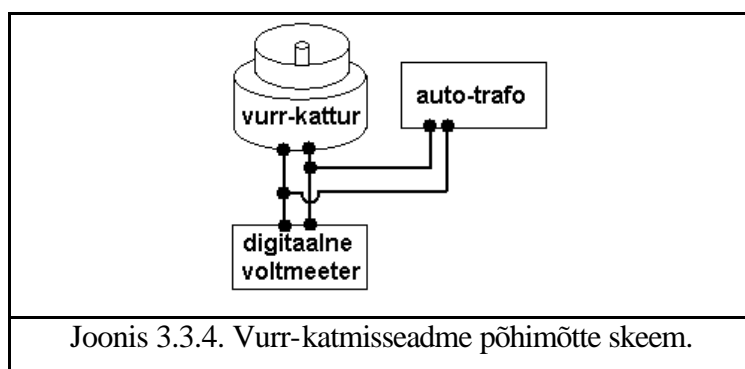 vurr-kattur
auto-trafo
digitaalne
voltmeeter
Joonis 3.3.4. Vurr-katmisseadme põhimõtte skeem.